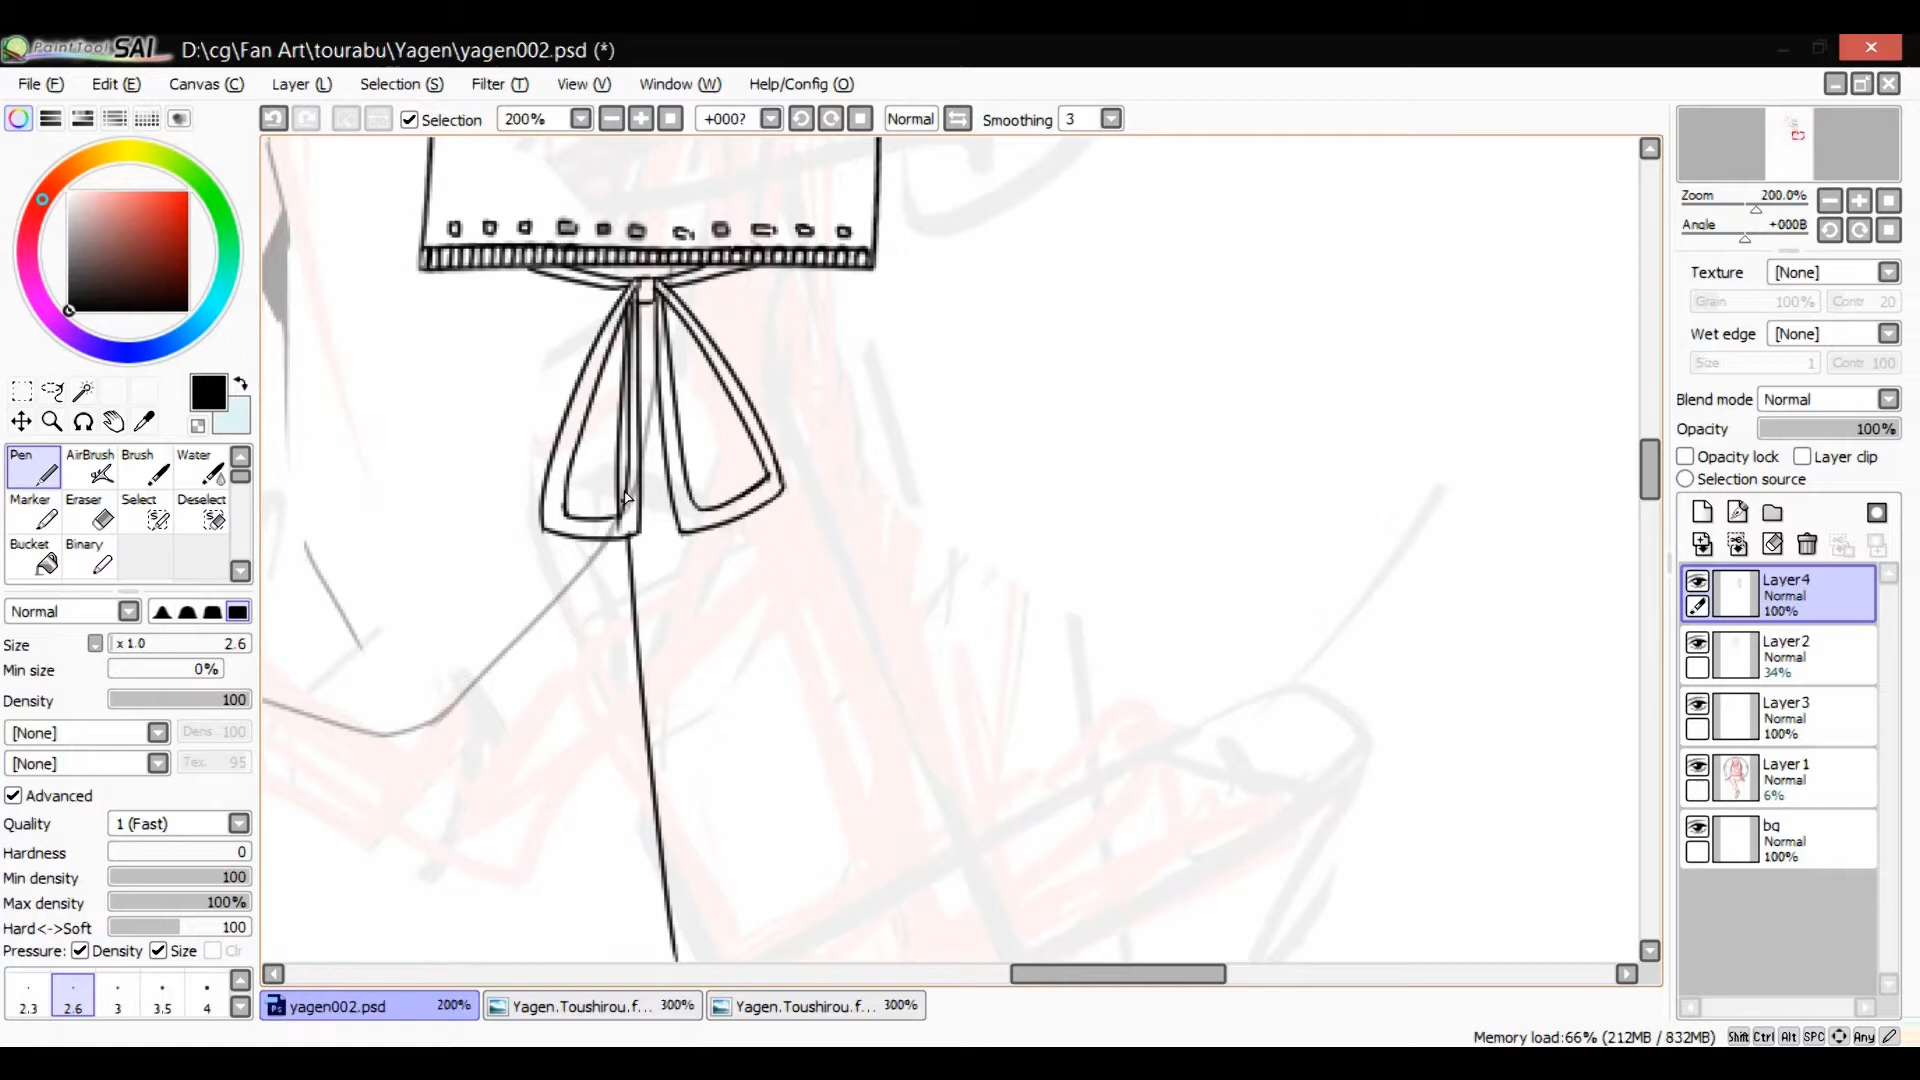 PaintTool SAI D:\cg\Fan Art\tourabu\Yagen\yagen002.psd (*)
File (F) Edit (E) Canvas (C) Layer (L) Selection (S) Filter (T) View (V) Window (W) Help/Config (O)
Selection 200% +000? Normal Smoothing 3
Zoom 200.0%
Angle +000B
Texture [None]
Grain 100% Contr 20
Wet edge [None]
Size 1 Contr 100
Blend mode Normal
Opacity 100%
Opacity lock Layer clip
Selection source
Pen AirBrush Brush Water
Marker Eraser Select Deselect
Bucket Binary
Normal
Size x 1.0 2.6
Min size 0%
Density 100
[None] Dens 100
[None] Tex. 95
Advanced
Quality 1 (Fast)
Hardness 0
Min density 100
Max density 100%
Hard<->Soft 100
Pressure: Density Size Clr
2.3 2.6 3 3.5 4
Layer4
Normal
100%
Layer2
Normal
34%
Layer3
Normal
100%
Layer1
Normal
6%
bg
Normal
100%
yagen002.psd 200% Yagen.Toushirou.f... 300% Yagen.Toushirou.f... 300%
Memory load:66% (212MB / 832MB) Shift Ctrl Alt SPC Any